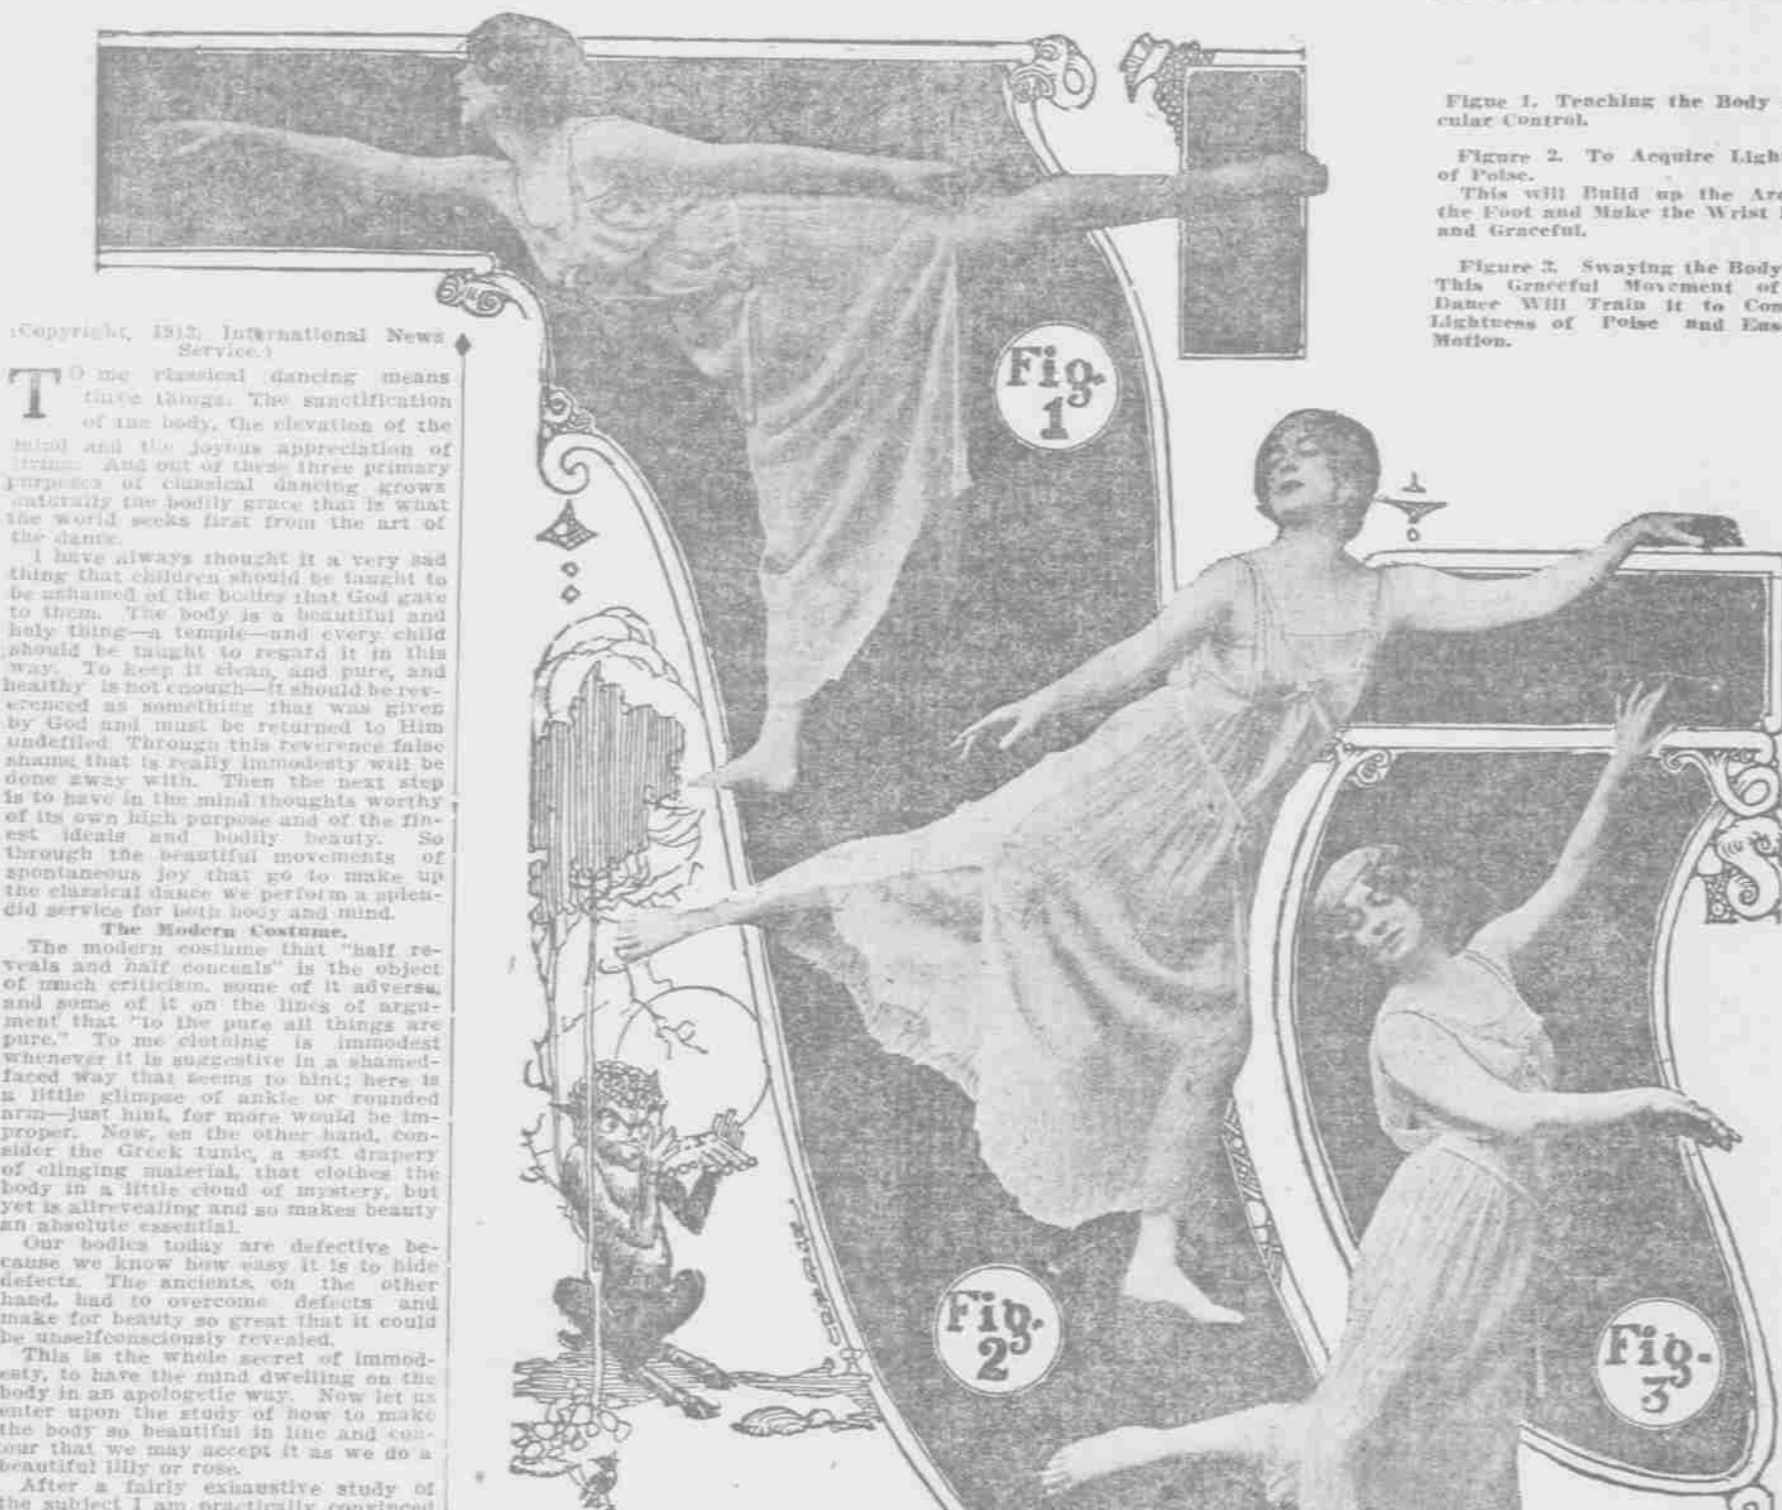 (Copyright, 1913, International News
Service.)
TO me classical dancing means
three things. The sanctification
of the body, the elevation of the
mind and the joyous appreciation of
living. And out of these three primary
purposes of classical dancing grows
naturally the bodily grace that is what
the world seeks first from the art of
the dance.
I have always thought it a very sad
thing that children should be taught to
be ashamed of the bodies that God gave
to them. The body is a beautiful and
holy thing—a temple—and every child
should be taught to regard it in this
way. To keep it clean, and pure, and
healthy is not enough—it should be rev-
erenced as something that was given
by God and must be returned to Him
undefiled Through this reverence false
shame that is really immodesty will be
done away with. Then the next step
is to have in the mind thoughts worthy
of its own high purpose and of the fin-
est ideals and bodily beauty. So
through the beautiful movements of
spontaneous joy that go to make up
the classical dance we perform a splen-
did service for both body and mind.
The Modern Costume.
The modern costume that "half re-
veals and half conceals" is the object
of much criticism, some of it adverse,
and some of it on the lines of argu-
ment that "to the pure all things are
pure." To me clothing is immodest
whenever it is suggestive in a shamed-
faced way that seems to hint; here is
a little glimpse of ankle or rounded
arm—just hint, for more would be im-
proper. Now, on the other hand, con-
sider the Greek tunic, a soft drapery
of clinging material, that clothes the
body in a little cloud of mystery, but
yet is allrevealing and so makes beauty
an absolute essential.
Our bodies today are defective be-
cause we know how easy it is to hide
defects. The ancients, on the other
hand, had to overcome defects and
make for beauty so great that it could
be unselfconsciously revealed.
This is the whole secret of immod-
esty, to have the mind dwelling on the
body in an apologetic way. Now let us
enter upon the study of how to make
the body so beautiful in line and con-
tour that we may accept it as we do a
beautiful lilly or rose.
After a fairly exhaustive study of
the subject I am practically convinced
Fig.
1
Fig.
2
Fig.
3
Figue 1. Teaching the Body
cular Control.
Figure 2. To Acquire Ligh
of Poise.
This will Build up the Arc
the Foot and Make the Wrist
and Graceful.
Figure 3. Swaying the Body
This Graceful Movement of
Dance Will Train it to Con
Lightness of Poise and Eas
Motion.